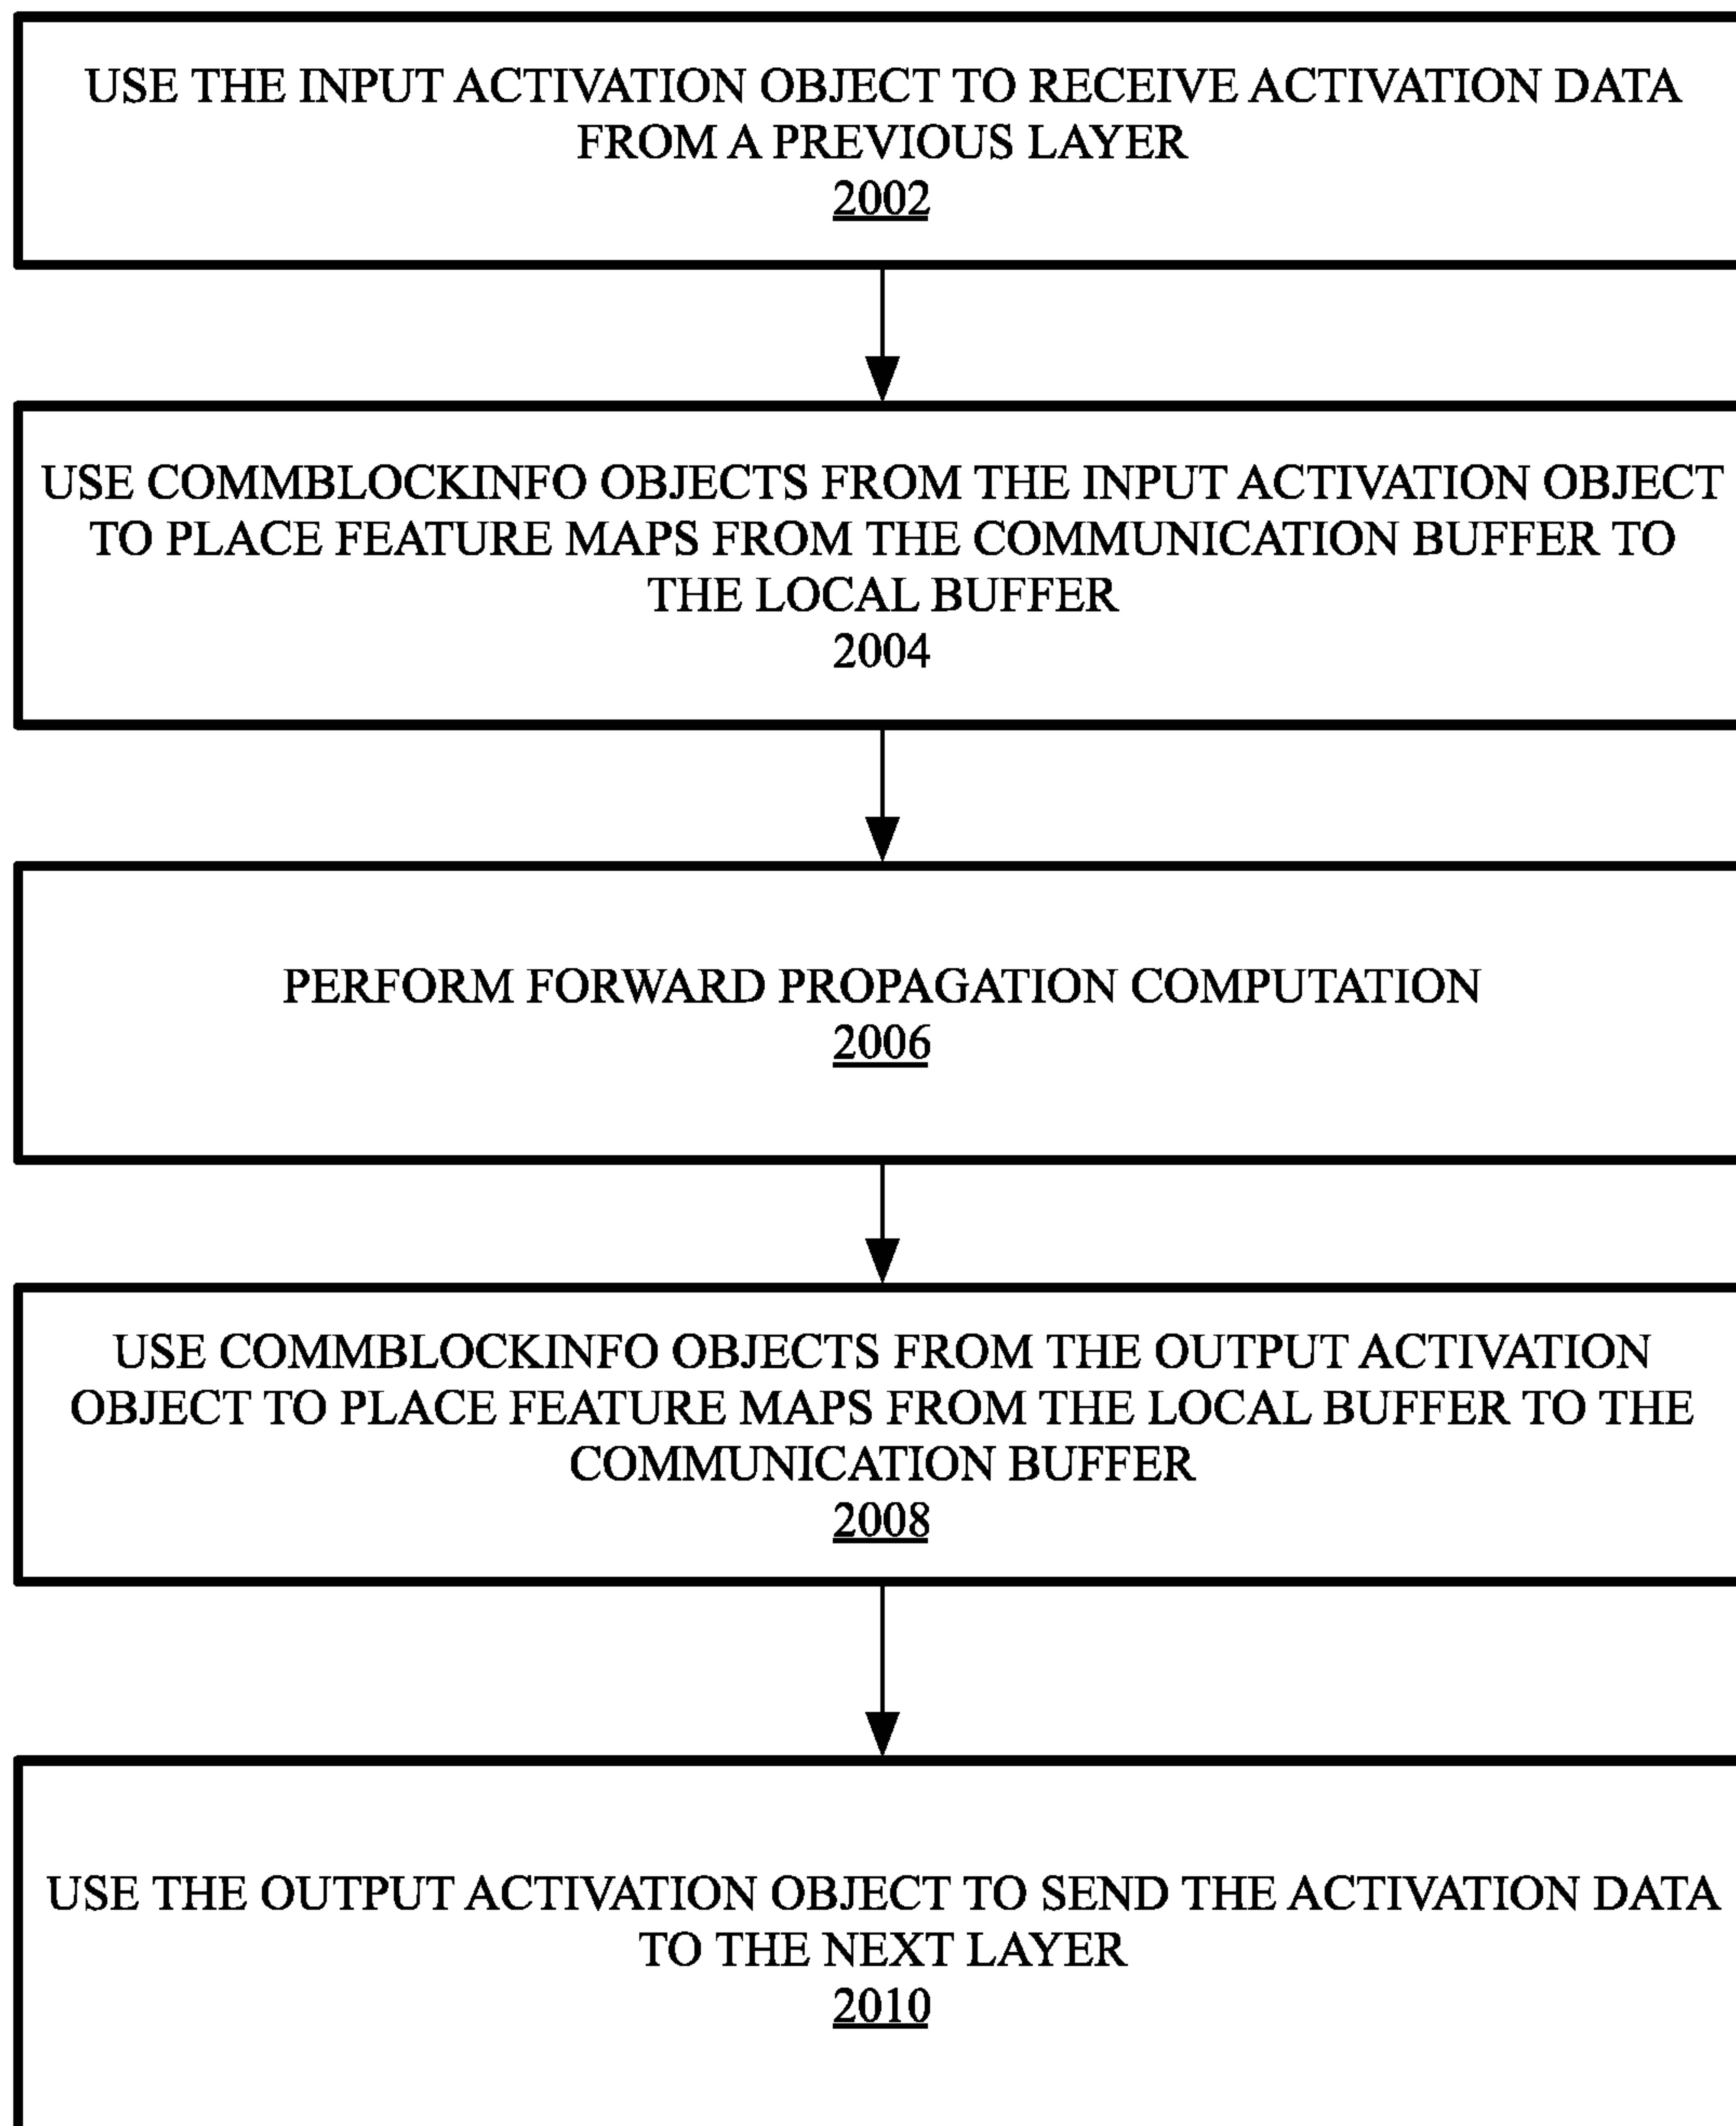 USE THE INPUT ACTIVATION OBJECT TO RECEIVE ACTIVATION DATA
FROM A PREVIOUS LAYER
2002
USE COMMBLOCKINFO OBJECTS FROM THE INPUT ACTIVATION OBJECT
TO PLACE FEATURE MAPS FROM THE COMMUNICATION BUFFER TO
THE LOCAL BUFFER
2004
PERFORM FORWARD PROPAGATION COMPUTATION
2006
USE COMMBLOCKINFO OBJECTS FROM THE OUTPUT ACTIVATION
OBJECT TO PLACE FEATURE MAPS FROM THE LOCAL BUFFER TO THE
COMMUNICATION BUFFER
2008
USE THE OUTPUT ACTIVATION OBJECT TO SEND THE ACTIVATION DATA
TO THE NEXT LAYER
2010